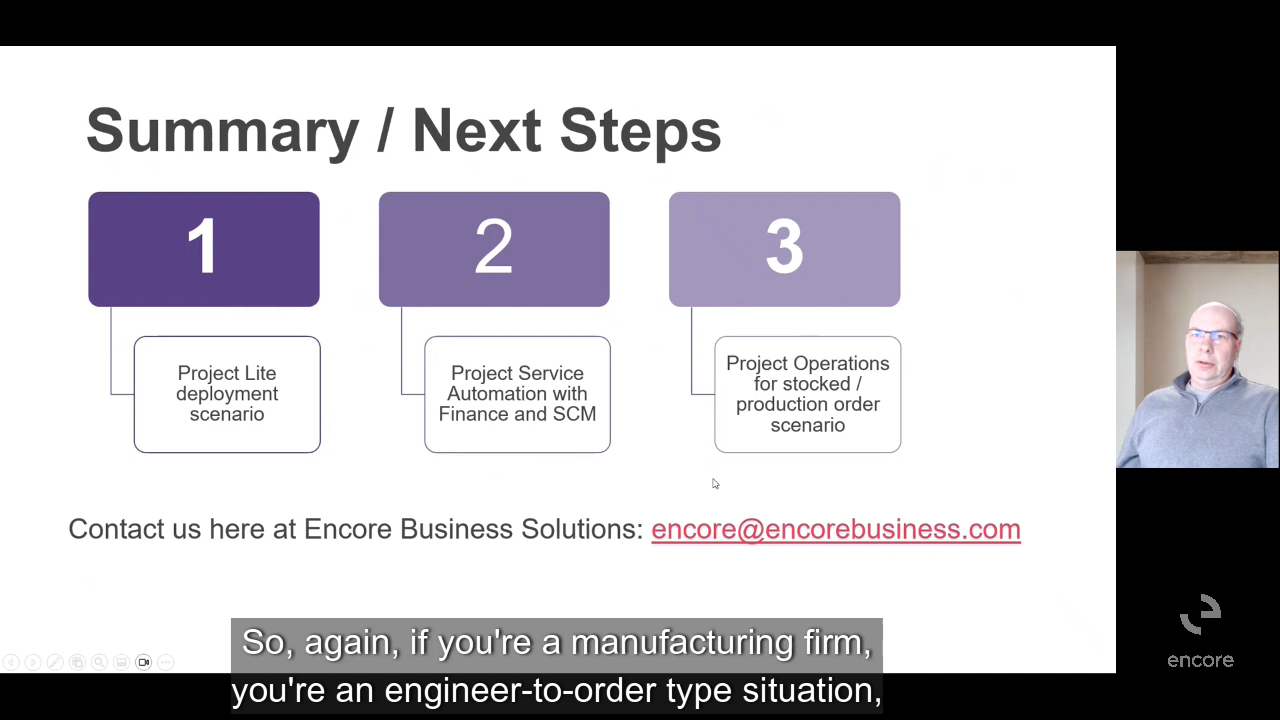 Summary / Next Steps
1
2
3
Project Lite
deployment
scenario
Project Service
Automation with
Finance and SCM
Project Operations
for stocked /
production order
scenario
Contact us here at Encore Business Solutions: encore@encorebusiness.com
encore
So, again, if you're a manufacturing firm,
you're an engineer-to-order type situation,